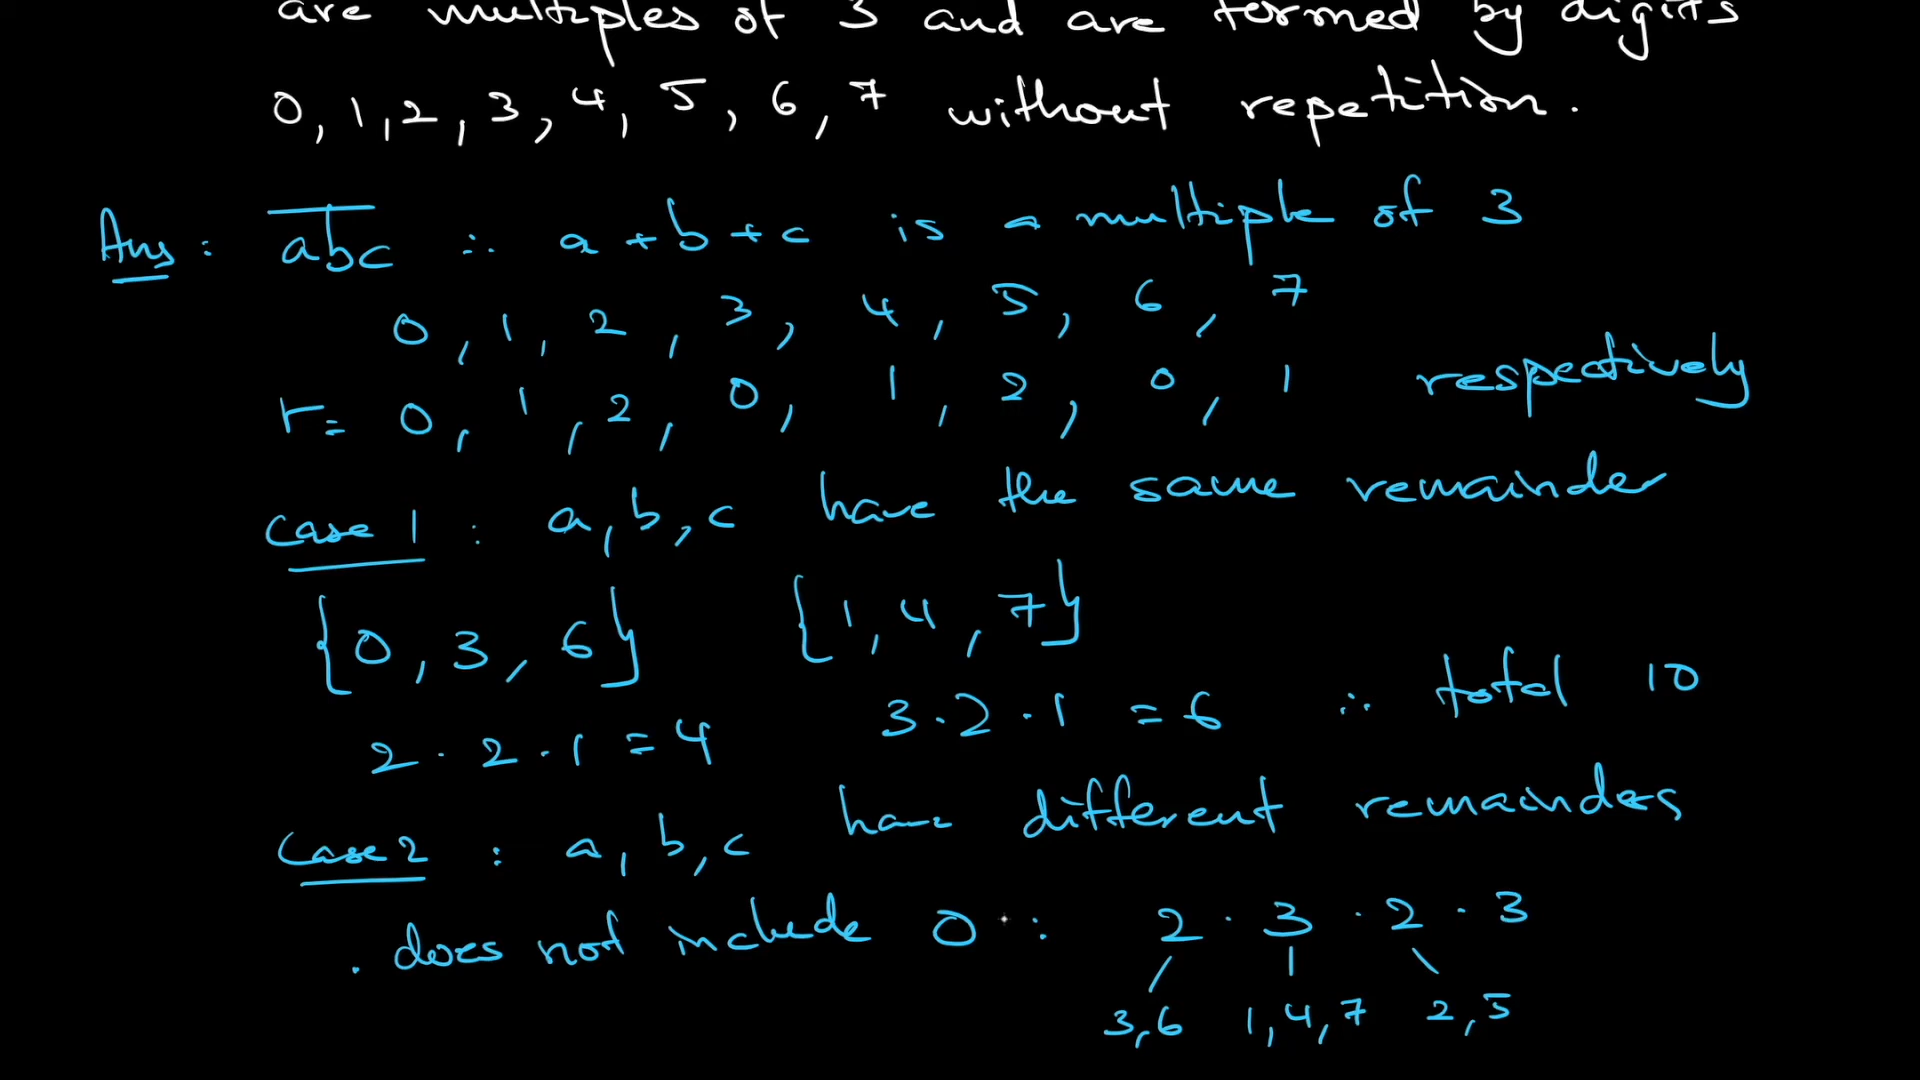 are multiples of 3 and are formed by digits
0, 1, 2, 3, 4, 5, 6, 7 without repetition.
Ans: abc ∴ a + b + c is a multiple of 3
0, 1, 2, 3, 4, 5, 6, 7
r= 0, 1, 2, 0, 1, 2, 0, 1 respectively
Case 1 : a, b, c have the same remainder
{0, 3, 6} {1, 4, 7}
2 · 2 · 1 = 4 3 · 2 · 1 = 6 ∴ total 10
Case 2 : a, b, c have different remainders
. does not include 0 : 2 · 3 · 2 · 3
3, 6 1, 4, 7 2, 5